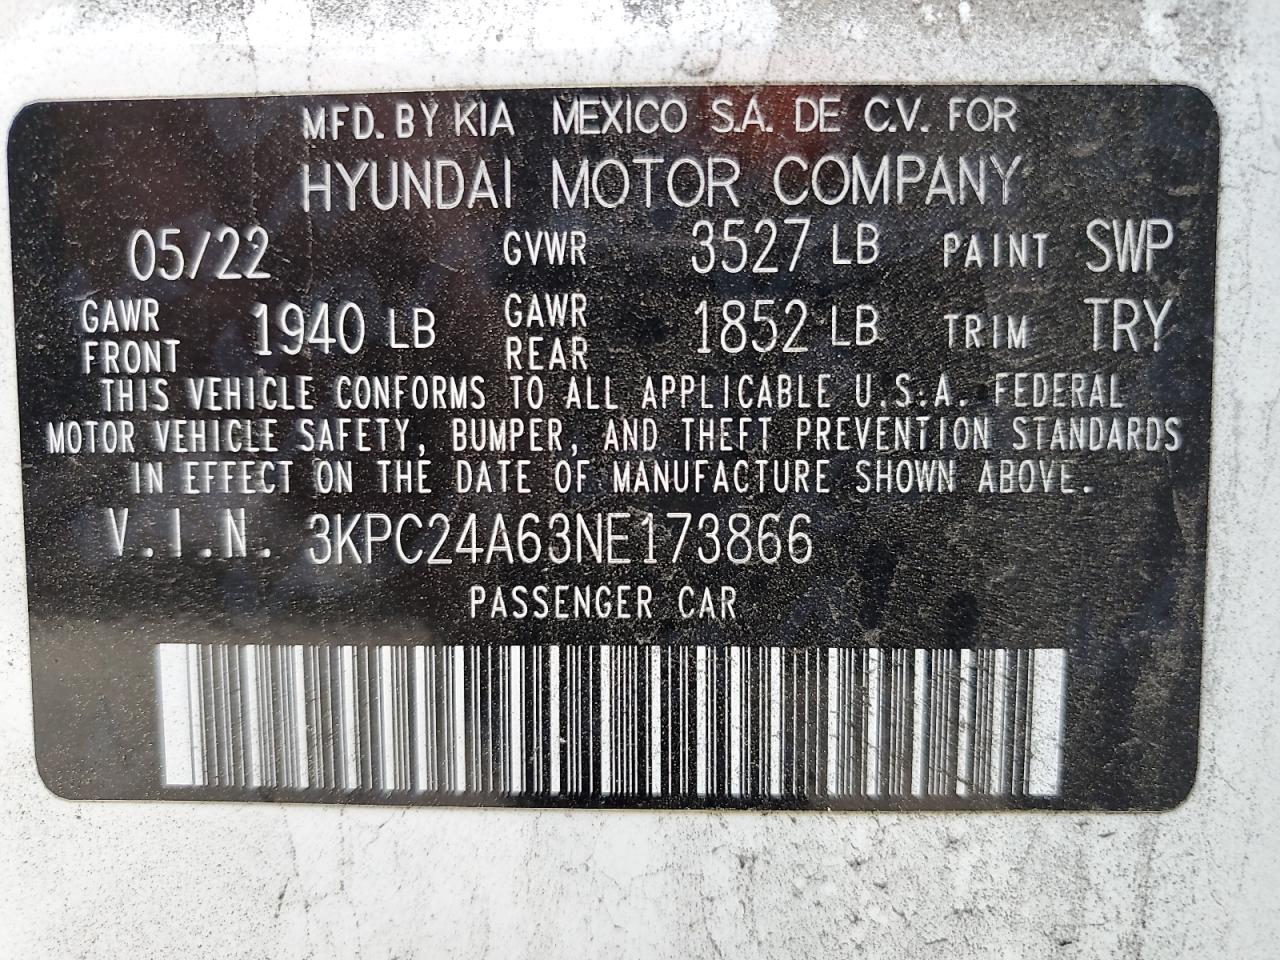 MFD. BY KIA MEXICO S.A. DE C.V. FOR
HYUNDAI MOTOR COMPANY
05/22 GVWR 3527 LB PAINT SWP
GAWR FRONT 1940 LB GAWR REAR 1852 LB TRIM TRY
THIS VEHICLE CONFORMS TO ALL APPLICABLE U.S.A. FEDERAL
MOTOR VEHICLE SAFETY, BUMPER, AND THEFT PREVENTION STANDARDS
IN EFFECT ON THE DATE OF MANUFACTURE SHOWN ABOVE.
V.I.N. 3KPC24A63NE173866
PASSENGER CAR